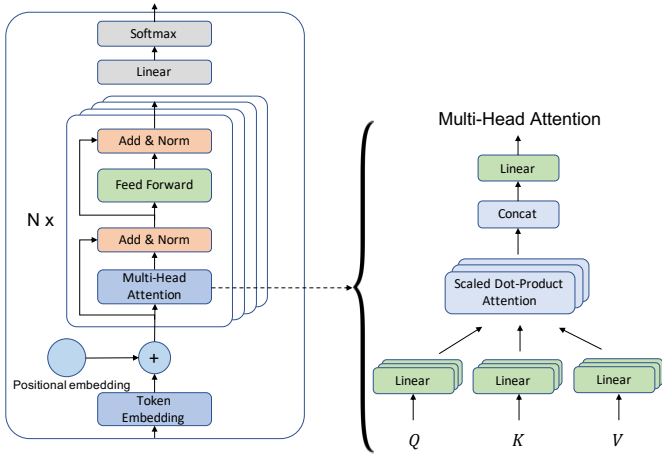 Softmax
Linear
Add & Norm
Feed Forward
N x
Add & Norm
Multi-Head
Attention
+
Positional embedding
Token
Embedding
Multi-Head Attention
Linear
Concat
Scaled Dot-Product
Attention
Linear
Linear
Linear
Q
K
V